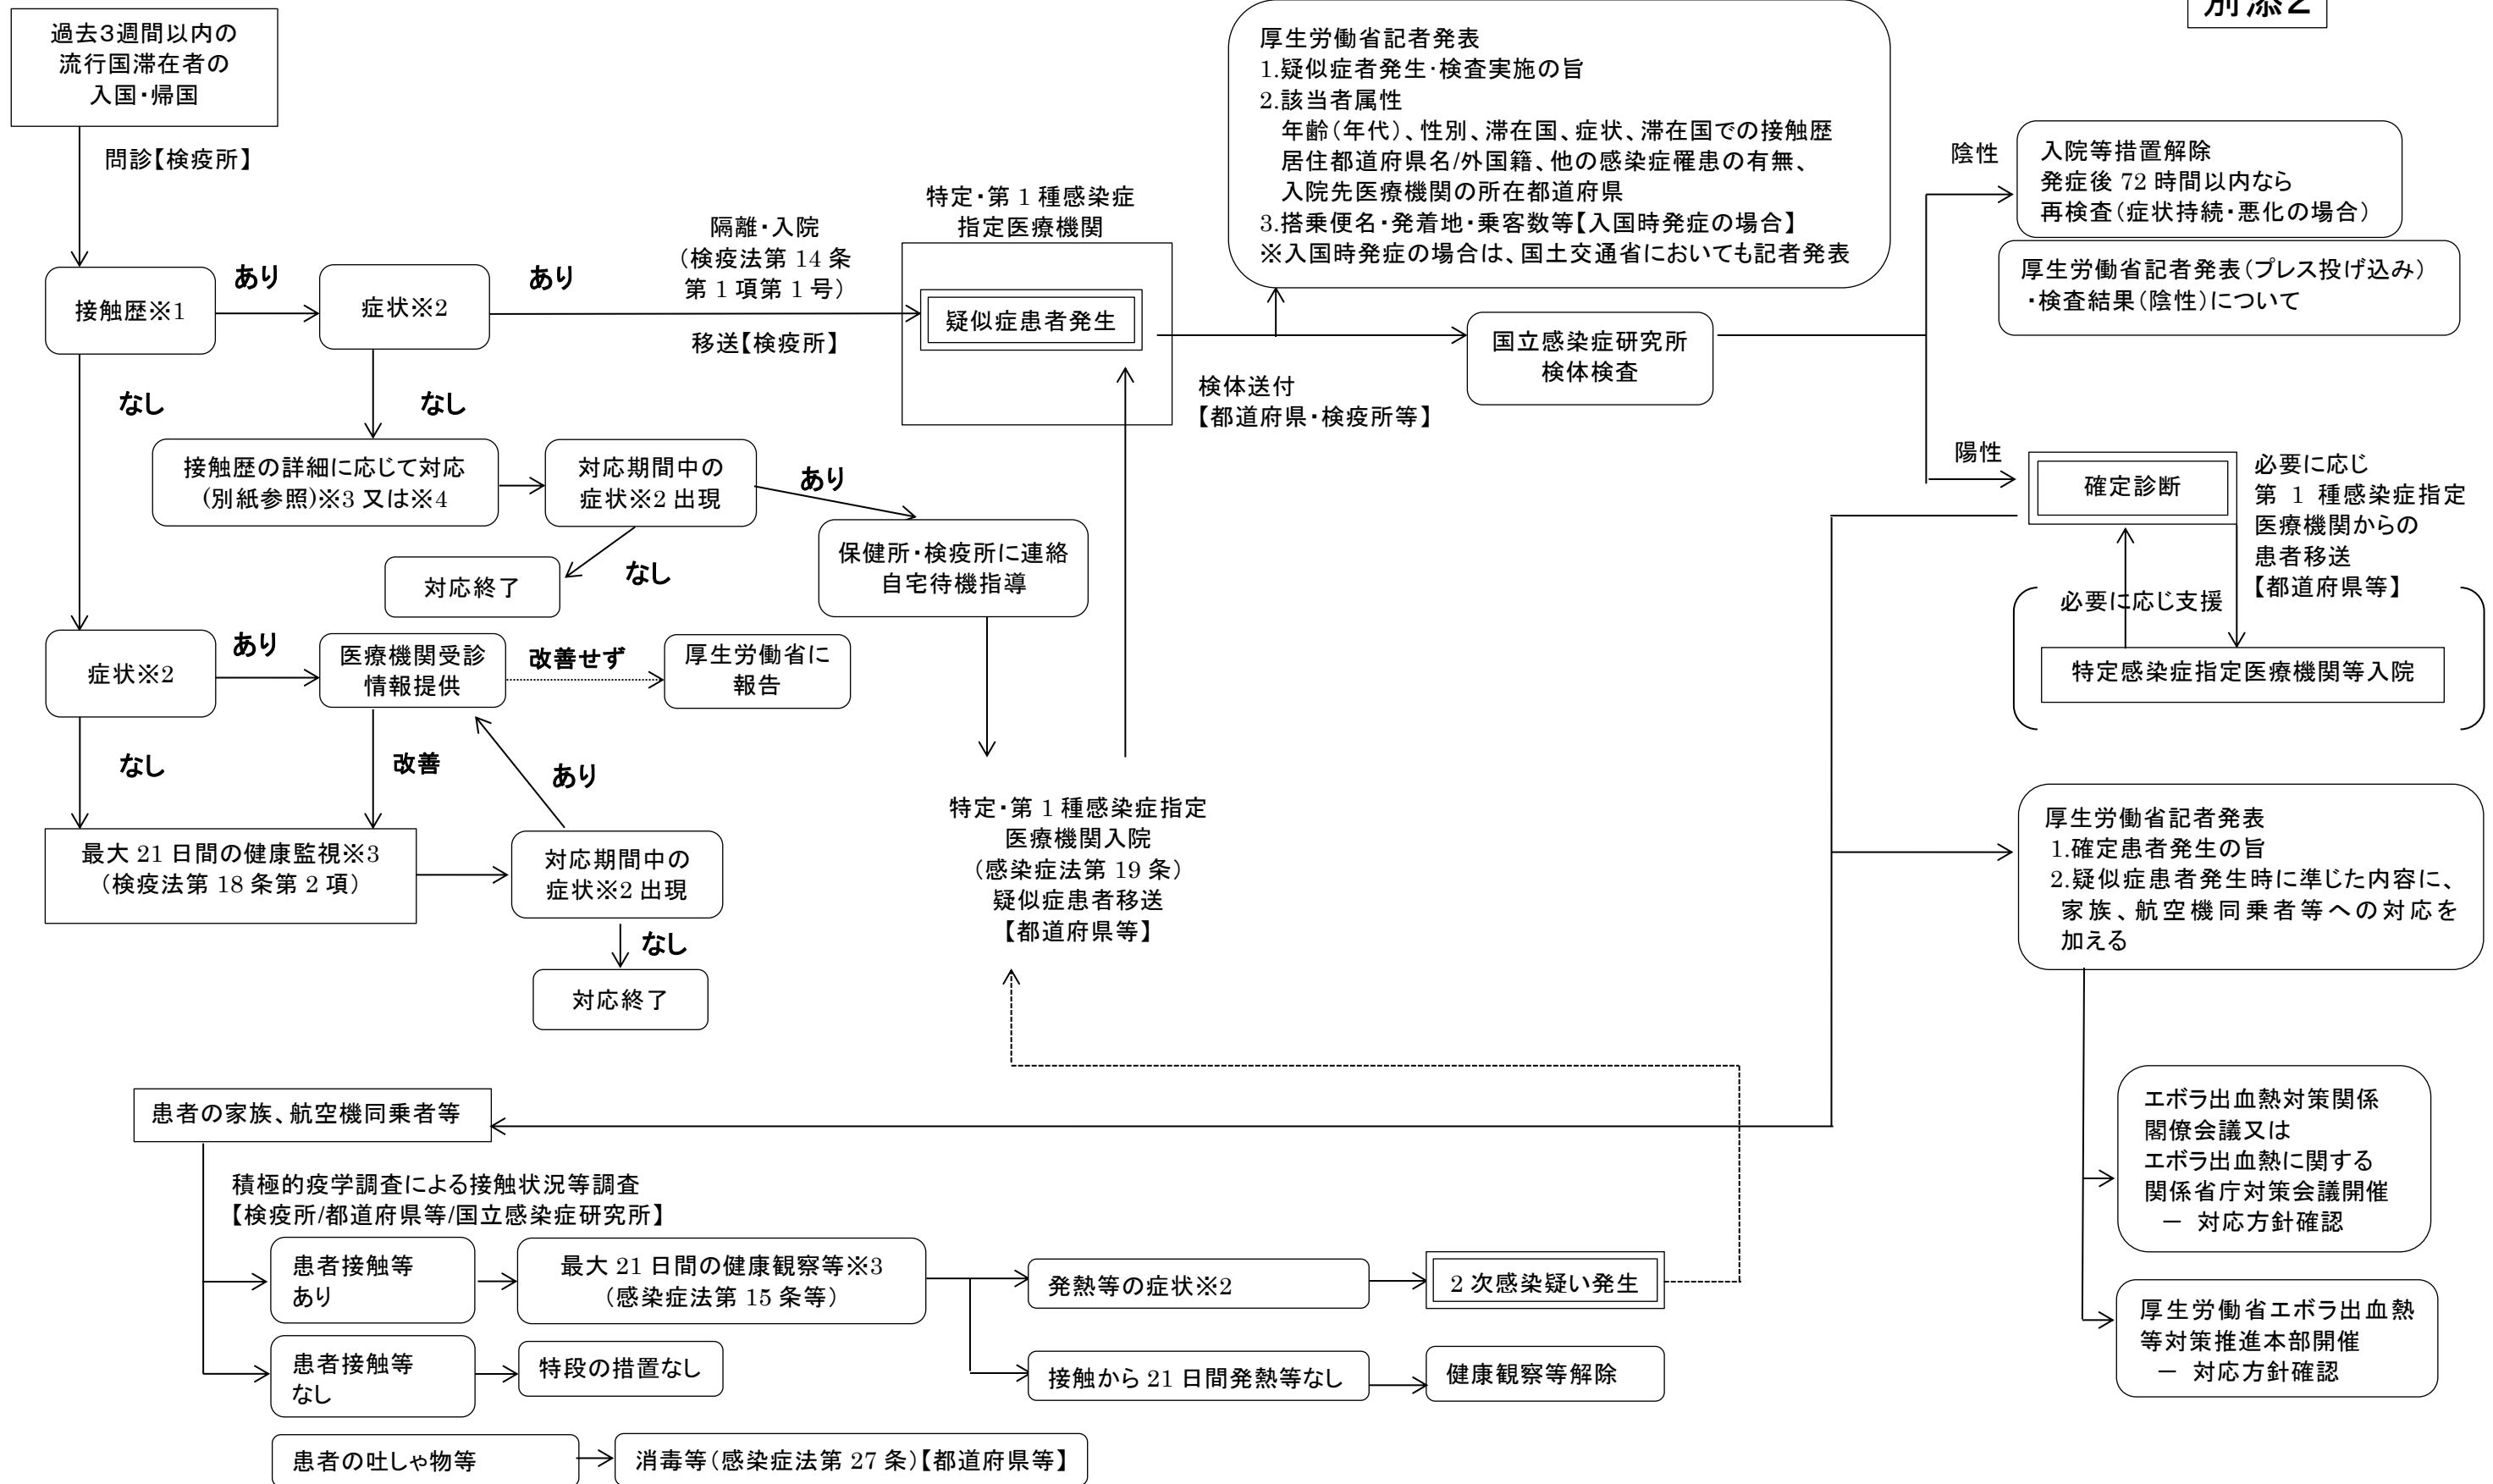 別添2
過去3週間以内の
流行国滞在者の
入国・帰国
問診【検疫所】
接触歴※1
あり
症状※2
あり
隔離・入院
（検疫法第 14 条
第 1 項第 1 号）
移送【検疫所】
特定・第 1 種感染症
指定医療機関
疑似症患者発生
厚生労働省記者発表
1.疑似症者発生・検査実施の旨
2.該当者属性
年齢（年代）、性別、滞在国、症状、滞在国での接触歴
居住都道府県名/外国籍、他の感染症罹患の有無、
入院先医療機関の所在都道府県
3.搭乗便名・発着地・乗客数等【入国時発症の場合】
※入国時発症の場合は、国土交通省においても記者発表
検体送付
【都道府県・検疫所等】
国立感染症研究所
検体検査
陰性
入院等措置解除
発症後 72 時間以内なら
再検査（症状持続・悪化の場合）
厚生労働省記者発表（プレス投げ込み）
・検査結果（陰性）について
陽性
確定診断
必要に応じ
第 1 種感染症指定
医療機関からの
患者移送
【都道府県等】
必要に応じ支援
特定感染症指定医療機関等入院
なし
なし
接触歴の詳細に応じて対応
(別紙参照)※3 又は※4
対応期間中の
症状※2 出現
あり
なし
対応終了
保健所・検疫所に連絡
自宅待機指導
症状※2
あり
医療機関受診
情報提供
改善せず
厚生労働省に
報告
なし
改善
あり
最大 21 日間の健康監視※3
（検疫法第 18 条第 2 項）
対応期間中の
症状※2 出現
なし
対応終了
特定・第 1 種感染症指定
医療機関入院
（感染症法第 19 条）
疑似症患者移送
【都道府県等】
厚生労働省記者発表
1.確定患者発生の旨
2.疑似症患者発生時に準じた内容に、
家族、航空機同乗者等への対応を
加える
エボラ出血熱対策関係
閣僚会議又は
エボラ出血熱に関する
関係省庁対策会議開催
－ 対応方針確認
厚生労働省エボラ出血熱
等対策推進本部開催
－ 対応方針確認
患者の家族、航空機同乗者等
積極的疫学調査による接触状況等調査
【検疫所/都道府県等/国立感染症研究所】
患者接触等
あり
最大 21 日間の健康観察等※3
（感染症法第 15 条等）
発熱等の症状※2
2 次感染疑い発生
患者接触等
なし
特段の措置なし
接触から 21 日間発熱等なし
健康観察等解除
患者の吐しゃ物等
消毒等（感染症法第 27 条）【都道府県等】